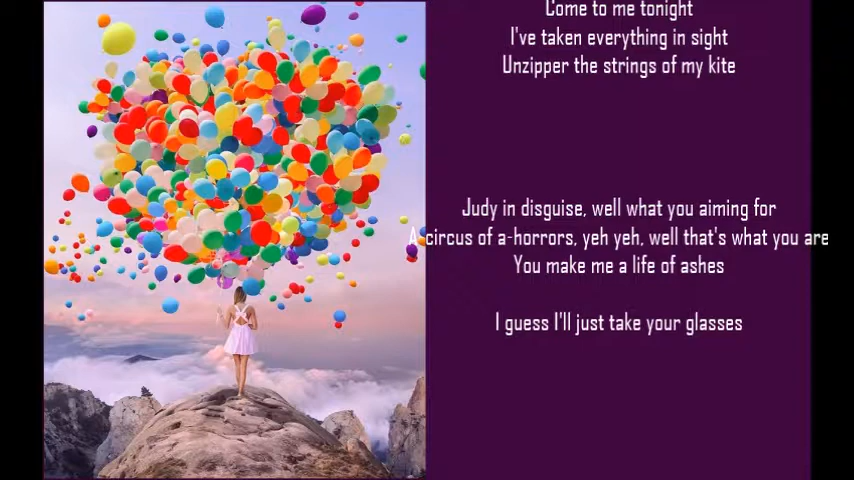 Come to me tonight
I've taken everything in sight
Unzipper the strings of my kite
Judy in disguise, well what you aiming for
A circus of a-horrors, yeh yeh, well that's what you are
You make me a life of ashes
I guess I'll just take your glasses